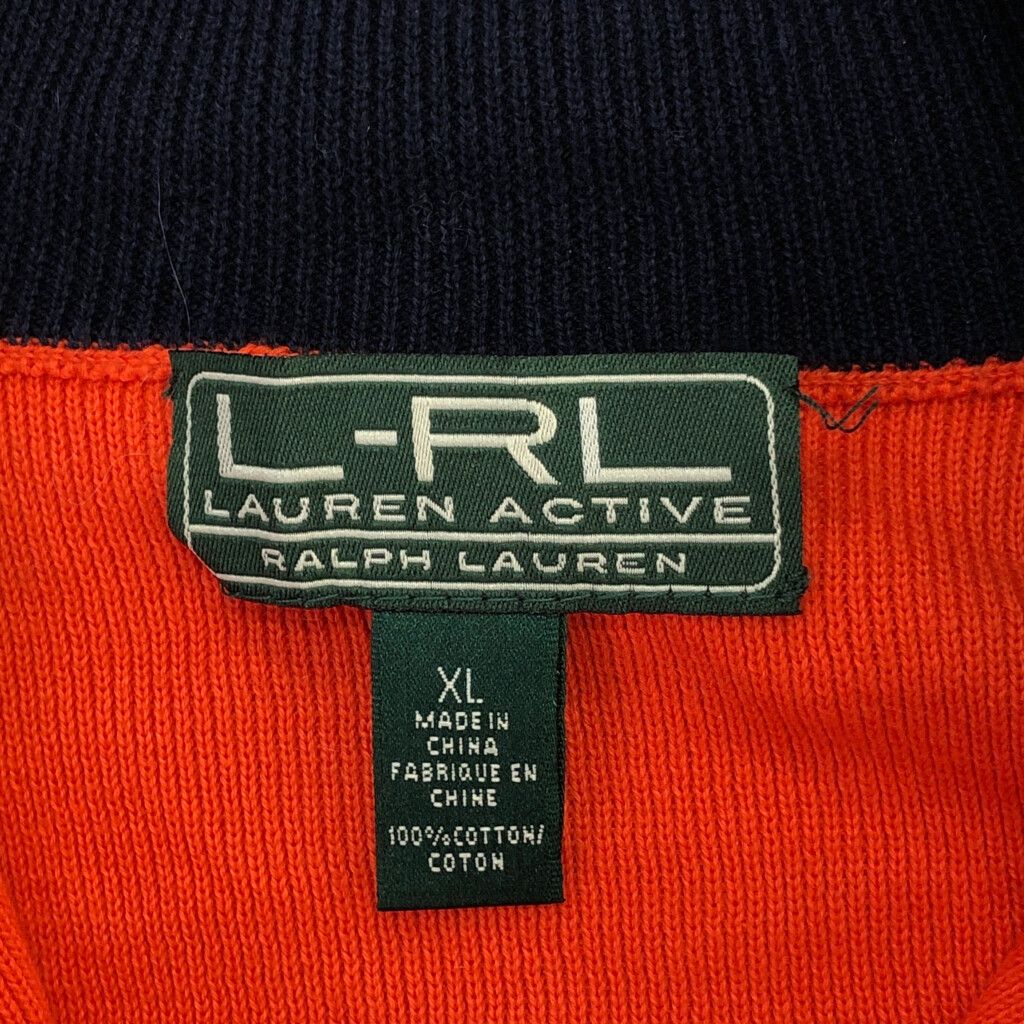 L-RL
LAUREN ACTIVE
RALPH LAUREN
XL
MADE IN
CHINA
FABRIQUE EN
CHINE
100%COTTON/
COTON